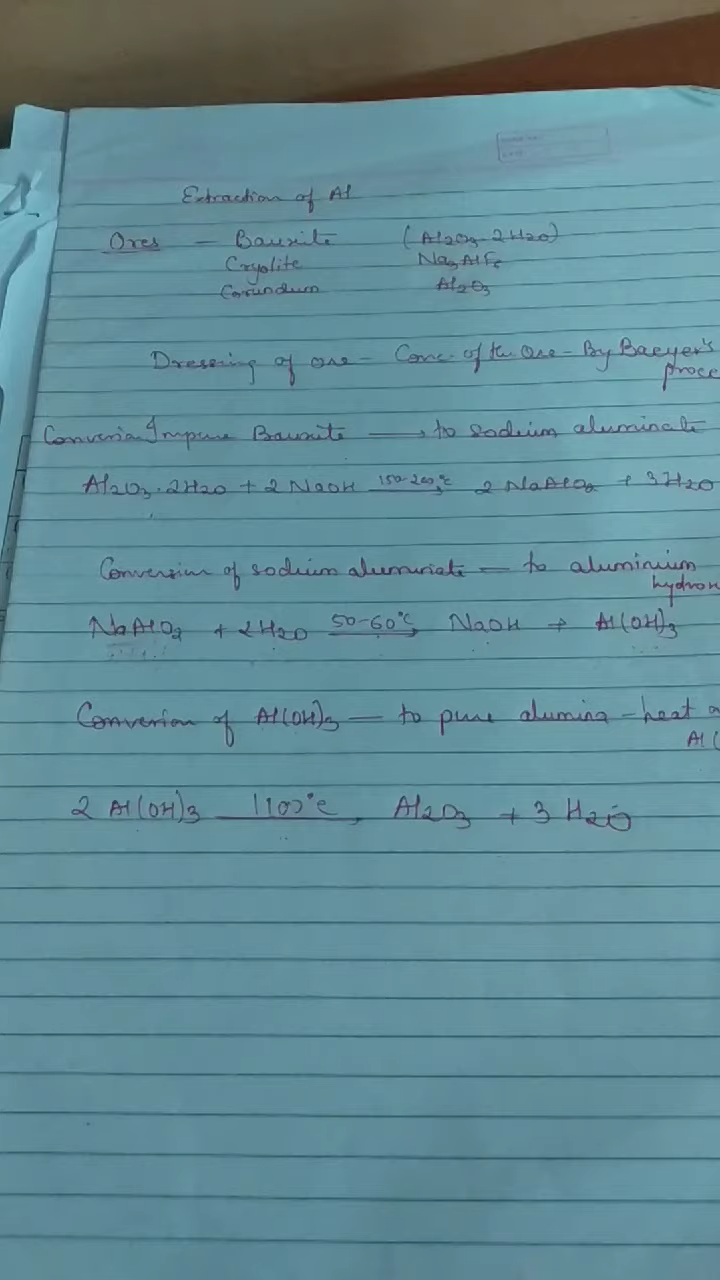 Extraction of Al
Ores - Bauxite (Al2O3.2H2O)
Cryolite Na3AlF6
Corundum Al2O3
Dressing of ore - Conc. of the Ore - By Baeyer's
proce
Impure Bauxite → to sodium aluminate
Al2O3.2H2O + 2 NaOH 150-200°C 2 NaAlO2 + 3H2O
Conversion of sodium aluminate - to aluminium
hydrox
NaAlO2 + 2H2O 50-60°C NaOH + Al(OH)3
Conversion of Al(OH)3 - to pure alumina - heat
Al(
2 Al(OH)3 1100°C Al2O3 + 3 H2O